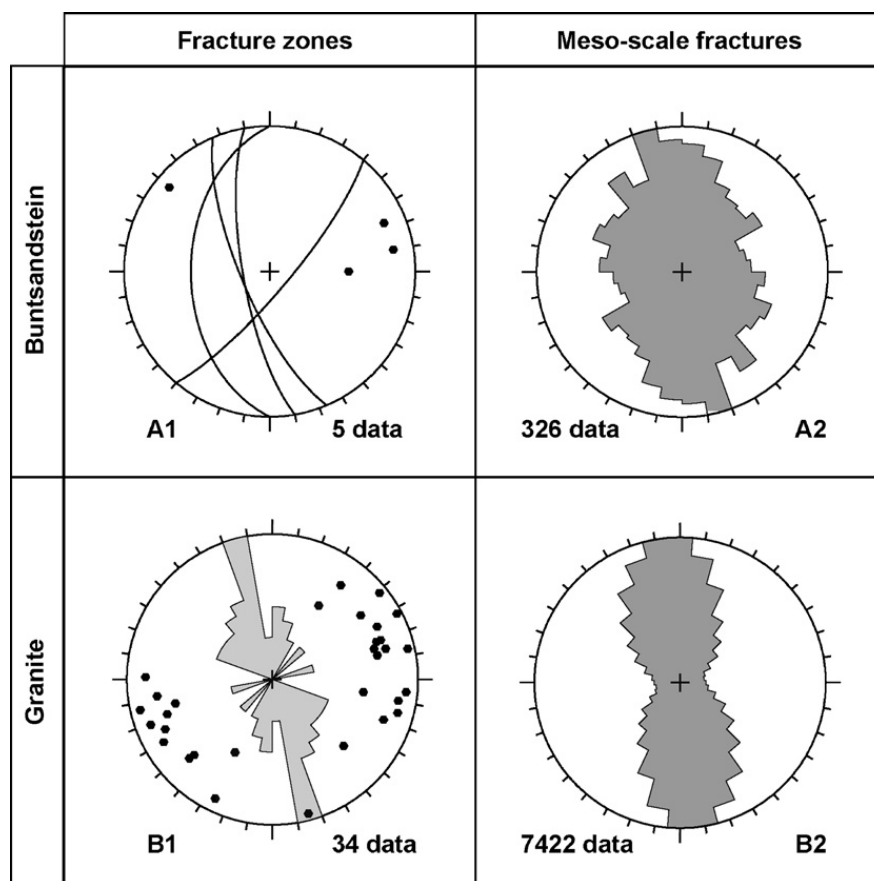 Fracture zones
Meso-scale fractures
Buntsandstein
A1
5 data
326 data
A2
Granite
B1
34 data
7422 data
B2